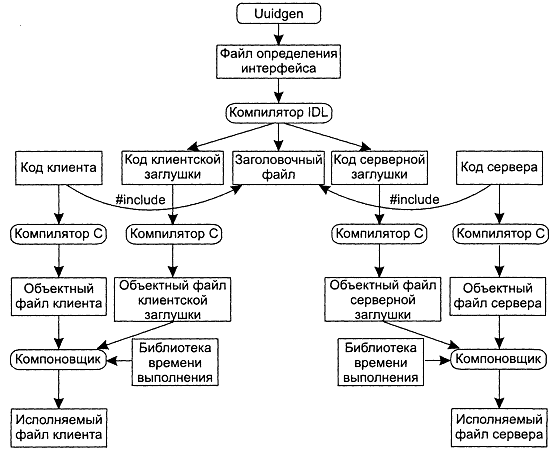 Uuidgen
Файл определения
интерфейса
Компилятор IDL
Код клиента
Код клиентской
заглушки
Заголовочный
файл
Код серверной
заглушки
Код сервера
#include
#include
Компилятор С
Компилятор С
Компилятор С
Компилятор С
Объектный
файл клиента
Объектный файл
клиентской
заглушки
Объектный файл
серверной
заглушки
Объектный
файл сервера
Компоновщик
Библиотека
времени
выполнения
Библиотека
времени
выполнения
Компоновщик
Исполняемый
файл клиента
Исполняемый
файл сервера